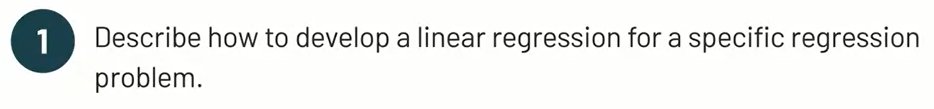 1
Describe how to develop a linear regression for a specific regression
problem.